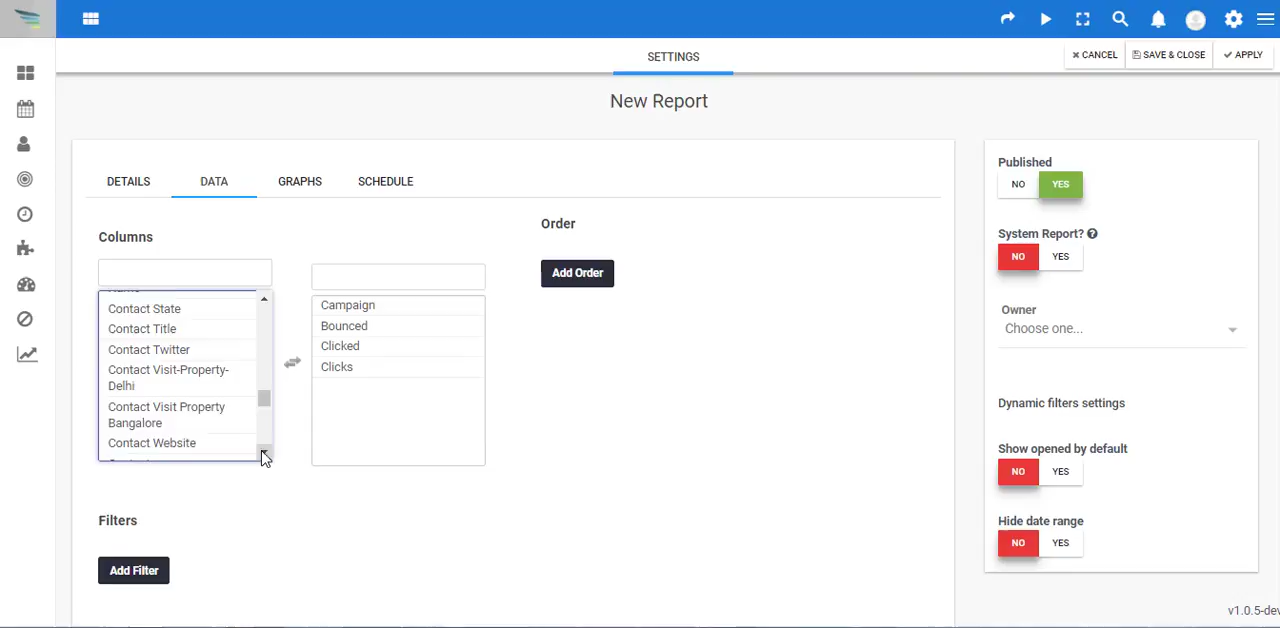 SETTINGS
CANCEL
SAVE & CLOSE
APPLY
New Report
DETAILS
DATA
GRAPHS
SCHEDULE
Columns
Contact State
Contact Title
Contact Twitter
Contact Visit-Property-
Delhi
Contact Visit Property
Bangalore
Contact Website
Campaign
Bounced
Clicked
Clicks
Order
Add Order
Filters
Add Filter
Published
NO YES
System Report?
NO YES
Owner
Choose one...
Dynamic filters settings
Show opened by default
NO YES
Hide date range
NO YES
v1.0.5-dev